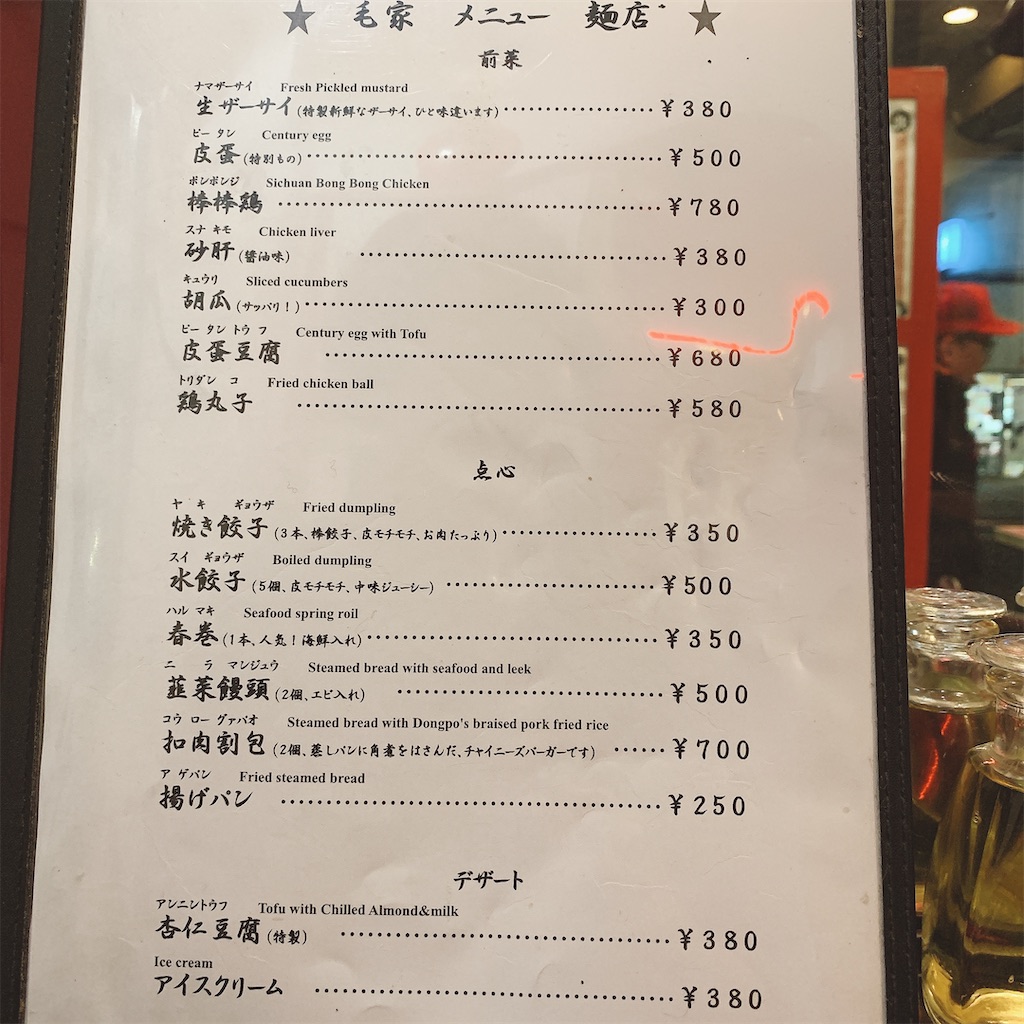 ★ 毛家 メニュー 麺店 ★
前菜
ナマザーサイ Fresh Pickled mustard
生ザーサイ(特製新鮮なザーサイ、ひと味違います)¥380
ピータン Century egg
皮蛋(特別もの)¥500
ボンボンジ Sichuan Bong Bong Chicken
棒棒鶏 ¥780
スナ キモ Chicken liver
砂肝(醤油味) ¥380
キュウリ Sliced cucumbers
胡瓜(サッパリ！)¥300
ピータン トウ フ Century egg with Tofu
皮蛋豆腐 ¥680
トリダン コ Fried chicken ball
鶏丸子 ¥580
点心
ヤ キ ギョウザ Fried dumpling
焼き餃子(3本、棒餃子、皮モチモチ、お肉たっぷり)¥350
スイ ギョウザ Boiled dumpling
水餃子(5個、皮モチモチ、中味ジューシー)¥500
ハル マキ Seafood spring roil
春巻(1本、人気！海鮮入れ)¥350
ニ ラ マンジュウ Steamed bread with seafood and leek
韮菜饅頭(2個、エビ入れ) ¥500
コウ ロー グァバオ Steamed bread with Dongpo's braised pork fried rice
扣肉割包(2個、蒸しパンに角煮をはさんだ、チャイニーズバーガーです) ¥700
ア ゲパン Fried steamed bread
揚げパン ¥250
デザート
アンニントウフ Tofu with Chilled Almond&milk
杏仁豆腐(特製) ¥380
Ice cream
アイスクリーム ¥380